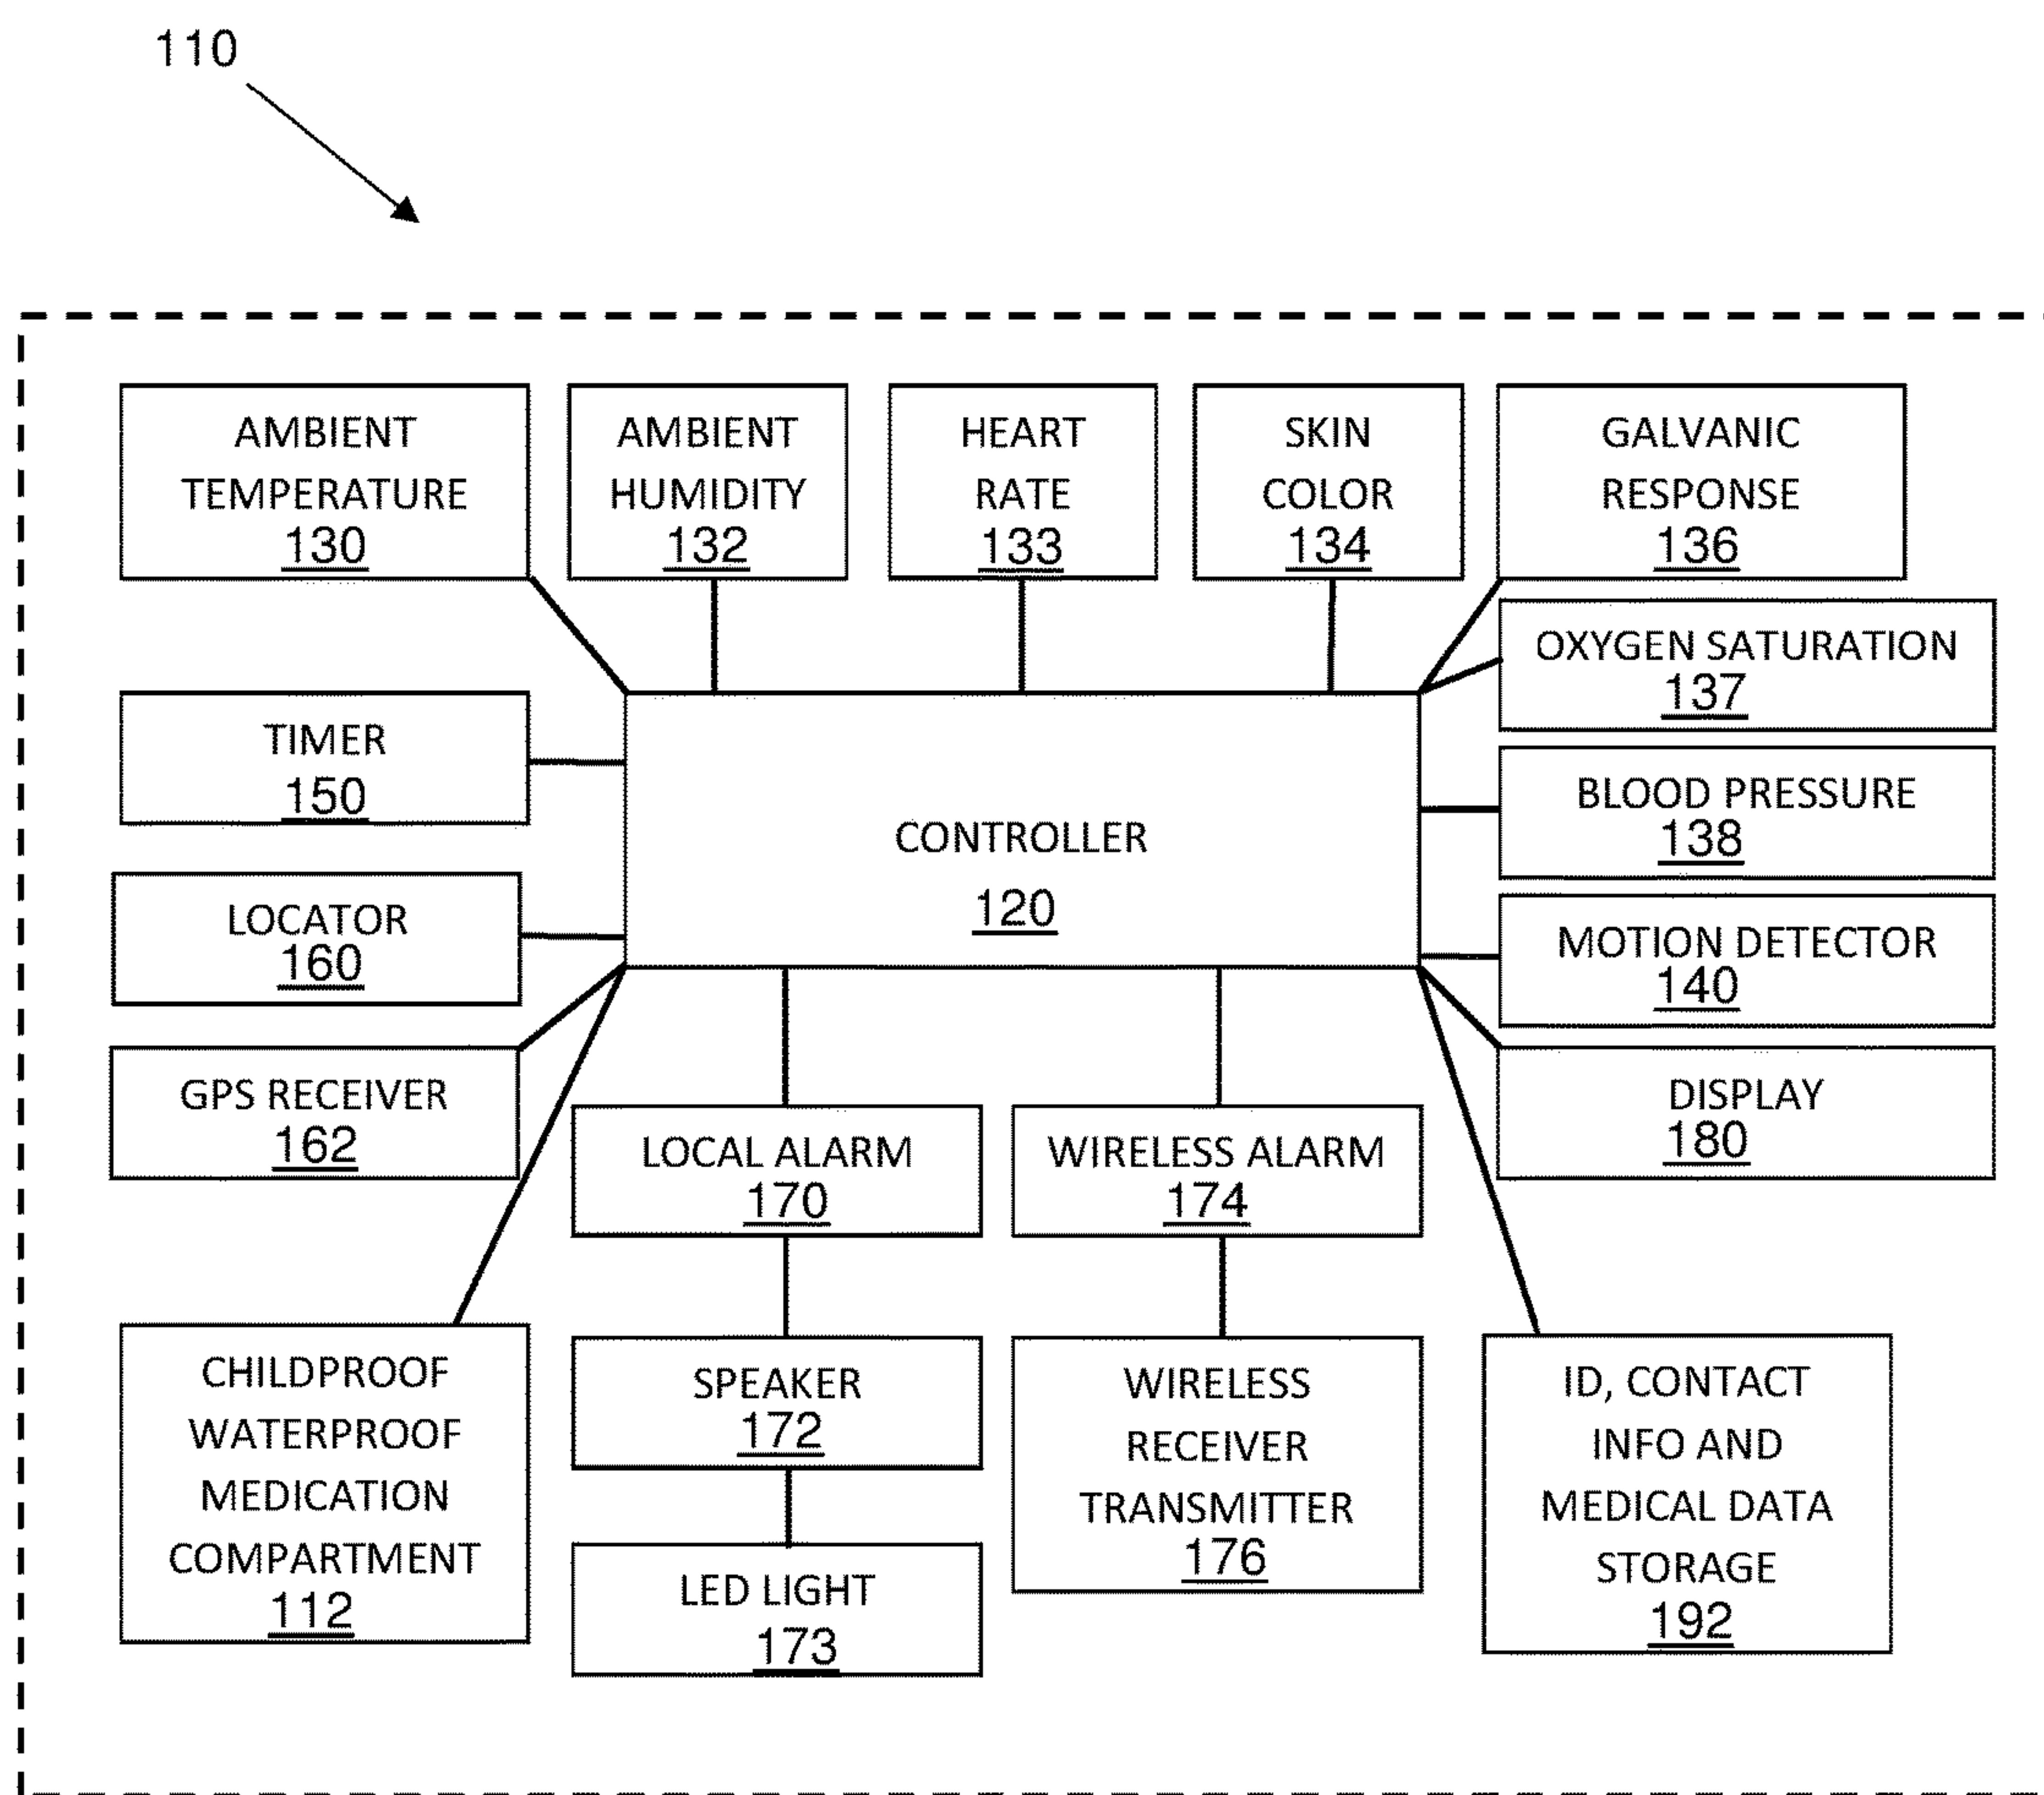 110
AMBIENT
TEMPERATURE
130
AMBIENT
HUMIDITY
132
HEART
RATE
133
SKIN
COLOR
134
GALVANIC
RESPONSE
136
OXYGEN SATURATION
137
TIMER
150
CONTROLLER
120
BLOOD PRESSURE
138
LOCATOR
160
MOTION DETECTOR
140
GPS RECEIVER
162
LOCAL ALARM
170
WIRELESS ALARM
174
DISPLAY
180
CHILDPROOF
WATERPROOF
MEDICATION
COMPARTMENT
112
SPEAKER
172
LED LIGHT
173
WIRELESS
RECEIVER
TRANSMITTER
176
ID, CONTACT
INFO AND
MEDICAL DATA
STORAGE
192